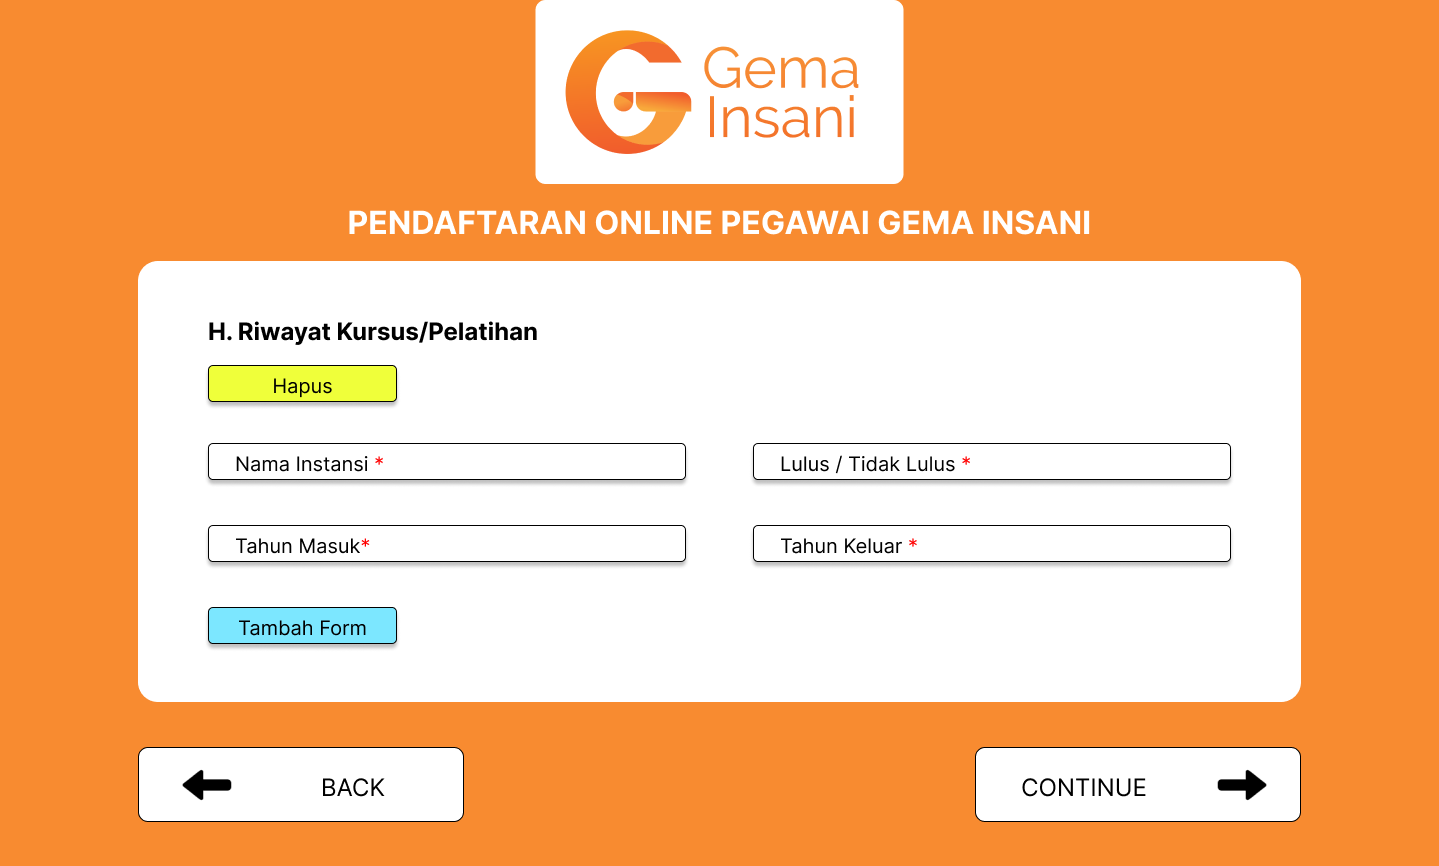 Gema
Insani
PENDAFTARAN ONLINE PEGAWAI GEMA INSANI
H. Riwayat Kursus/Pelatihan
Hapus
Nama Instansi *
Lulus / Tidak Lulus *
Tahun Masuk*
Tahun Keluar *
Tambah Form
BACK
CONTINUE